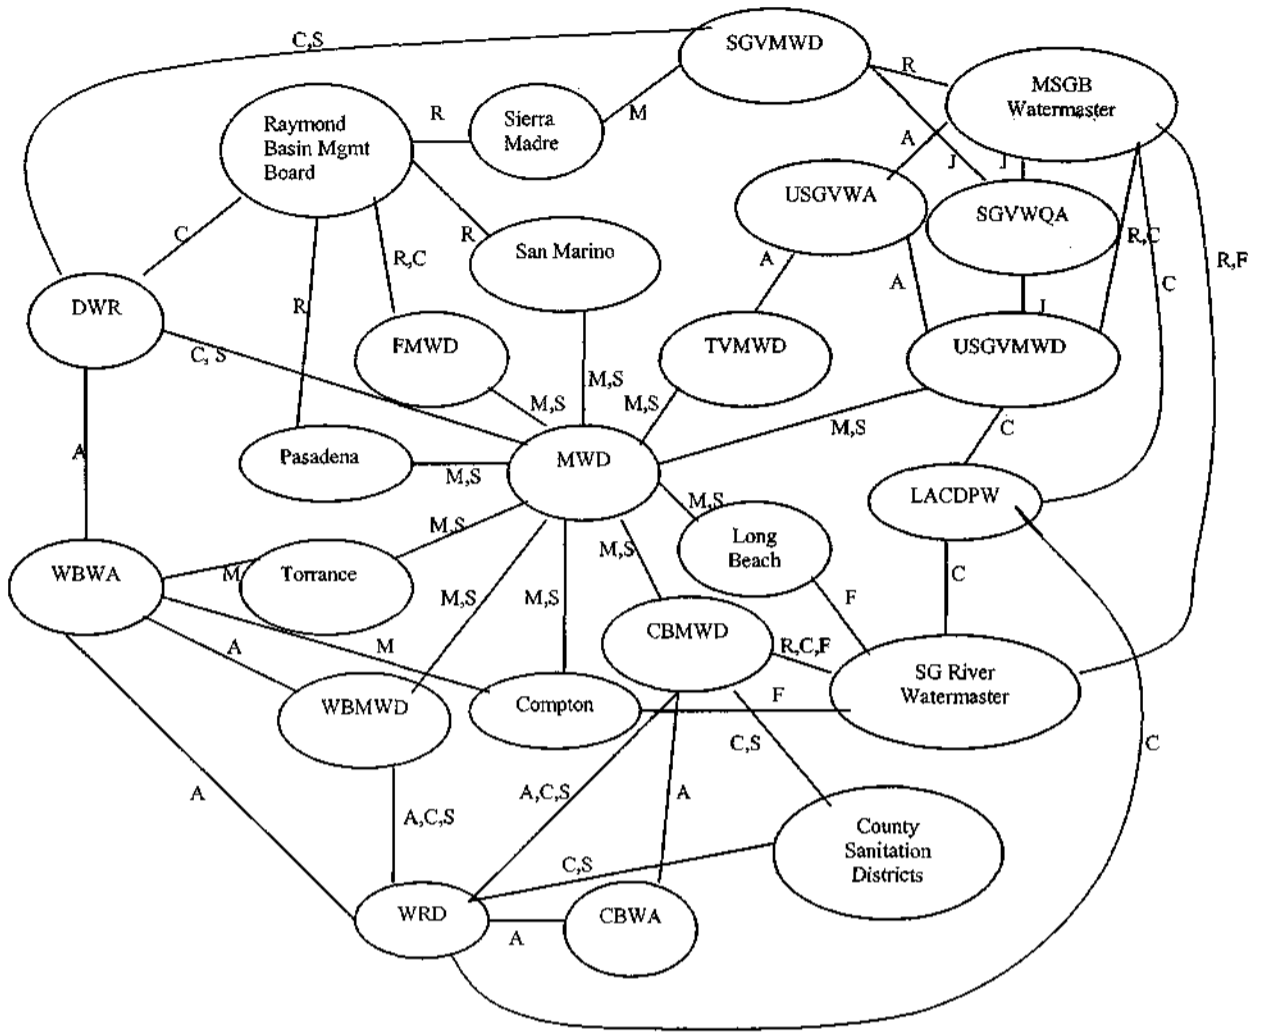 SGVMWD
C,S
R
MSGB
Watermaster
Raymond
Basin Mgmt
Board
R
Sierra
Madre
M
A
J
J
USGVWA
SGVWQA
C
R
San Marino
R,C
A
R,C
R,F
DWR
R
A
J
C
FMWD
TVMWD
USGVMWD
C, S
M,S
M,S
M,S
M,S
C
A
Pasadena
M,S
MWD
LACDPW
M,S
M,S
Long
Beach
M,S
WBWA
M
Torrance
C
M,S
M,S
F
A
M
CBMWD
R,C,F
SG River
Watermaster
WBMWD
Compton
F
C,S
C
A
A,C,S
A,C,S
A
County
Sanitation
Districts
C,S
WRD
CBWA
A